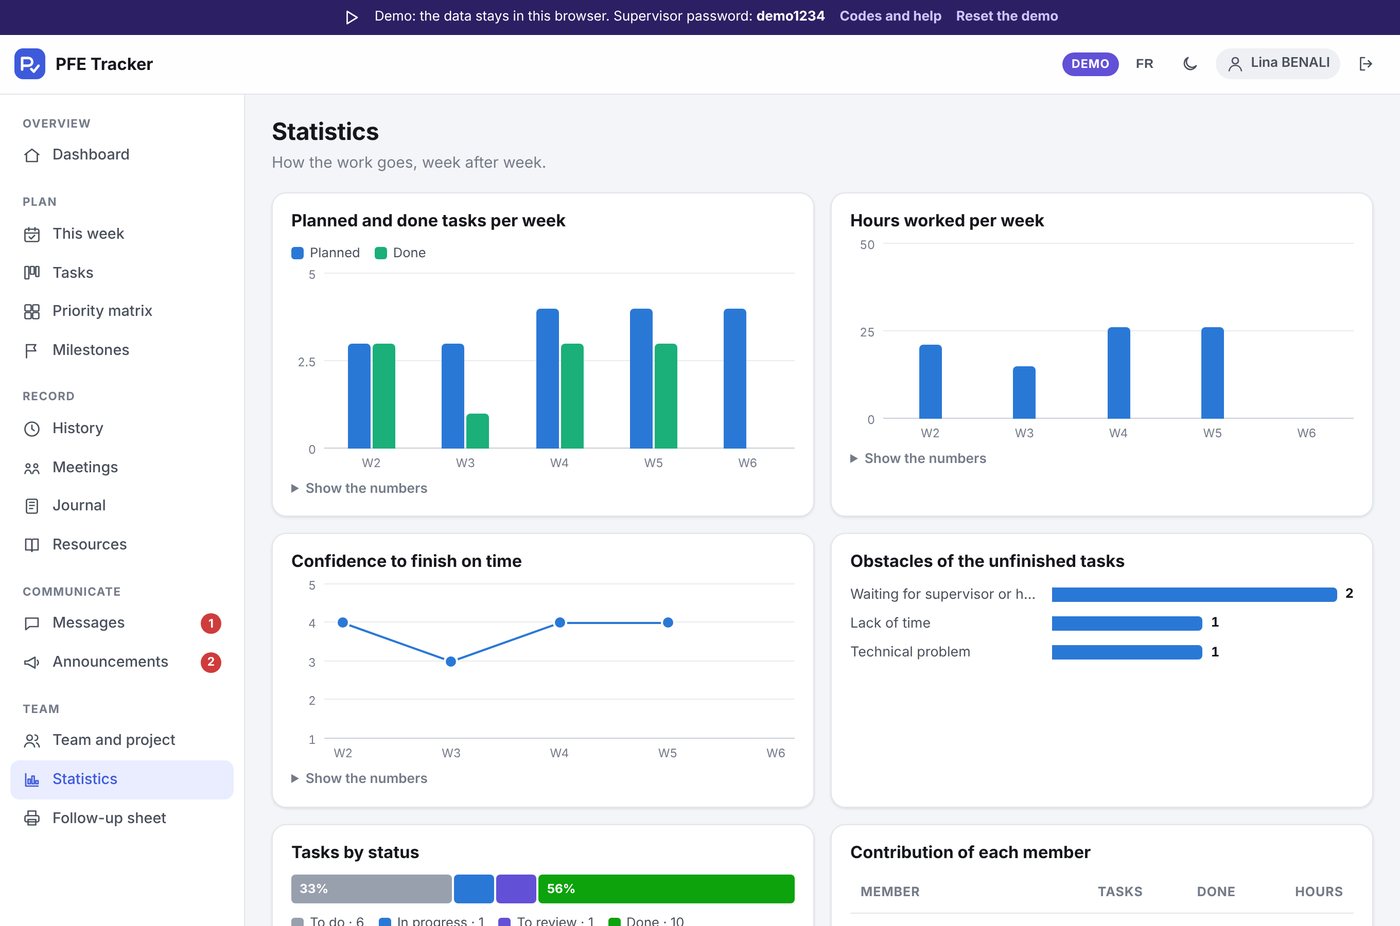 Demo: the data stays in this browser. Supervisor password: demo1234 Codes and help Reset the demo
PFE Tracker
DEMO FR Lina BENALI
OVERVIEW
Dashboard
PLAN
This week
Tasks
Priority matrix
Milestones
RECORD
History
Meetings
Journal
Resources
COMMUNICATE
Messages 1
Announcements 2
TEAM
Team and project
Statistics
Follow-up sheet
Statistics
How the work goes, week after week.
Planned and done tasks per week
Planned Done
5
2.5
0
W2 W3 W4 W5 W6
Show the numbers
Hours worked per week
50
25
0
W2 W3 W4 W5 W6
Show the numbers
Confidence to finish on time
5
4
3
2
1
W2 W3 W4 W5 W6
Show the numbers
Obstacles of the unfinished tasks
Waiting for supervisor or h... 2
Lack of time 1
Technical problem 1
Tasks by status
33% 56%
To do · 6 In progress · 1 To review · 1 Done · 10
Contribution of each member
MEMBER TASKS DONE HOURS